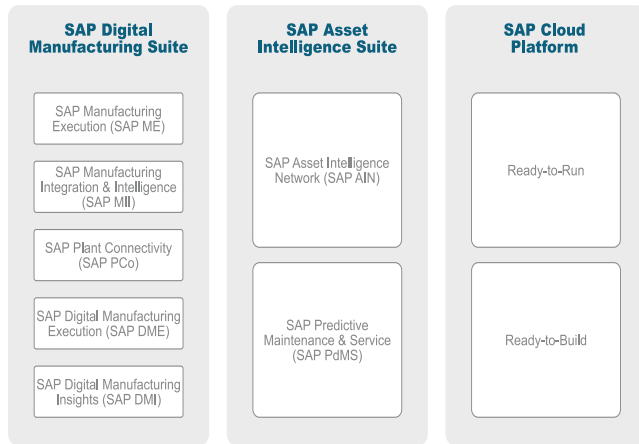 SAP Digital
Manufacturing Suite
SAP Manufacturing
Execution (SAP ME)
SAP Manufacturing
Integration & Intelligence
(SAP MII)
SAP Plant Connectivity
(SAP PCo)
SAP Digital Manufacturing
Execution (SAP DME)
SAP Digital Manufacturing
Insights (SAP DMI)
SAP Asset
Intelligence Suite
SAP Asset Intelligence
Network (SAP AIN)
SAP Predictive
Maintenance & Service
(SAP PdMS)
SAP Cloud
Platform
Ready-to-Run
Ready-to-Build